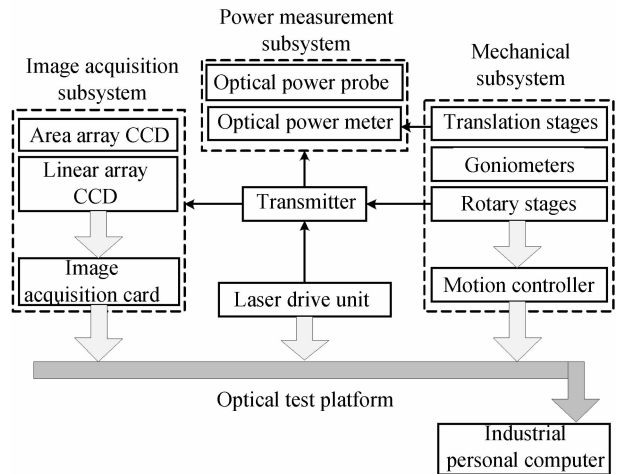 Power measurement
subsystem
Optical power probe
Optical power meter
Image acquisition
subsystem
Area array CCD
Linear array
CCD
Image
acquisition card
Mechanical
subsystem
Translation stages
Goniometers
Rotary stages
Motion controller
Transmitter
Laser drive unit
Optical test platform
Industrial
personal computer